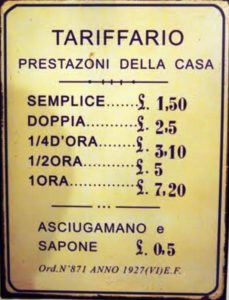 TARIFFARIO
PRESTAZONI DELLA CASA
SEMPLICE.......£. 1,50
DOPPIA...........£. 2,5
1/4D'ORA........£. 3,10
1/2ORA...........£. 5
1ORA..............£. 7,20
ASCIUGAMANO e
SAPONE £. 0,5
Ord.N°871 ANNO 1927(VI)E.F.